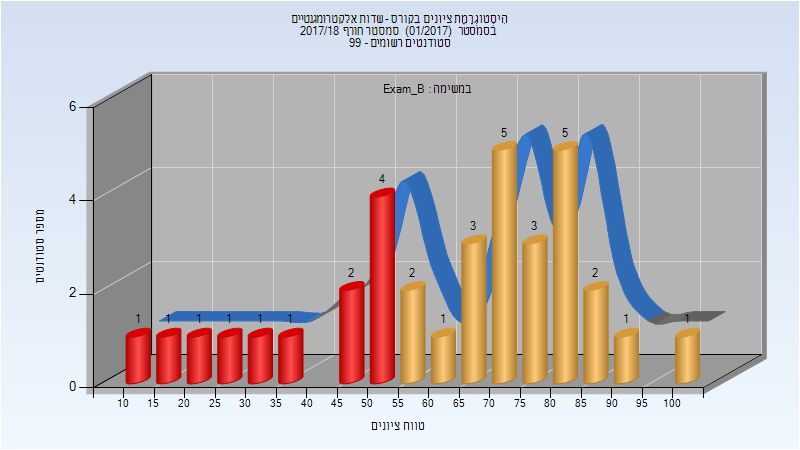 היסטוגרמת ציונים בקורס - שדות אלקטרומגנטיים
בסמסטר (01/2017) סמסטר חורף 2017/18
סטודנטים רשומים - 99
במשימה : Exam_B
מספר סטודנטים
6
4
2
0
1 1 1 1 1 1 2 4 2 1 3 5 3 5 2 1 1
10 15 20 25 30 35 40 45 50 55 60 65 70 75 80 85 90 95 100
טווח ציונים